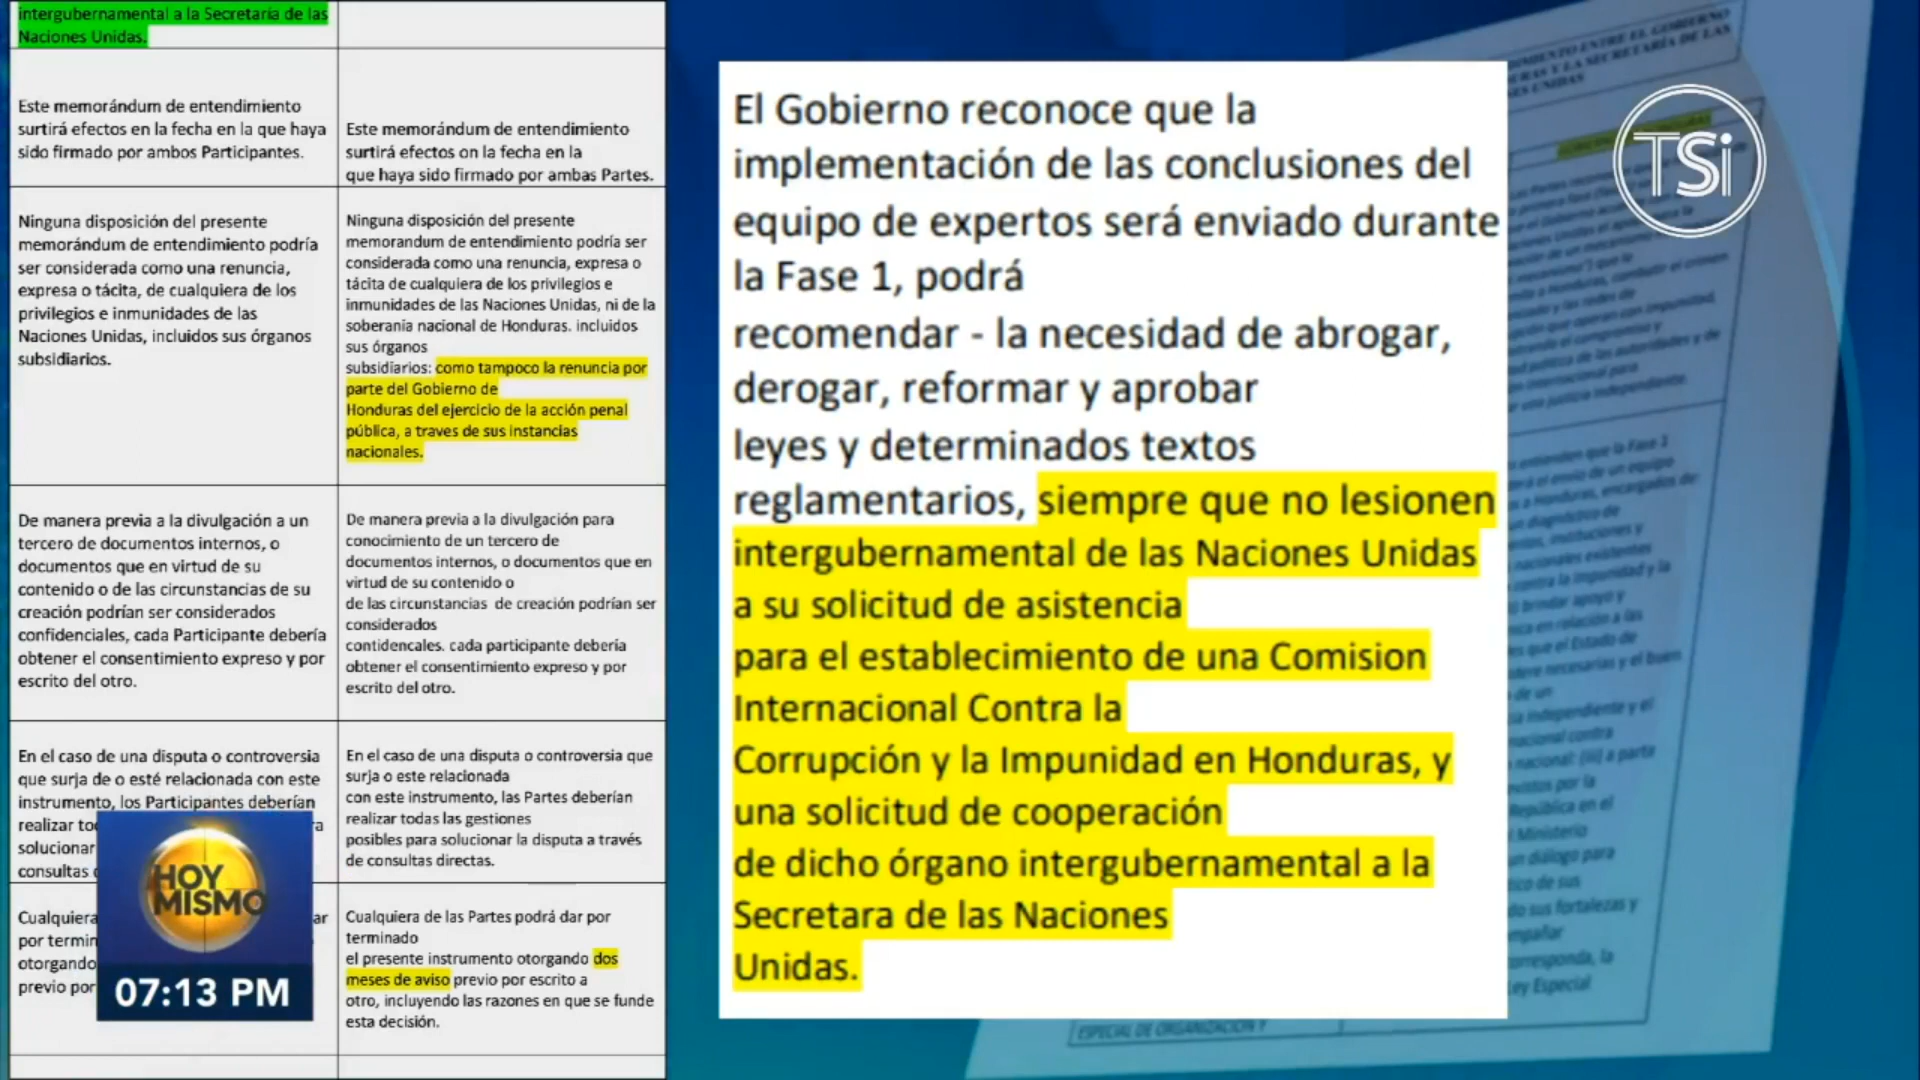 intergubernamental a la Secretaría de las
Naciones Unidas.
Este memorándum de entendimiento
surtirá efectos en la fecha en la que haya
sido firmado por ambos Participantes.
Este memorándum de entendimiento
surtirá efectos on la fecha en la
que haya sido firmado por ambas Partes.
Ninguna disposición del presente
memorándum de entendimiento podría
ser considerada como una renuncia,
expresa o tácita, de cualquiera de los
privilegios e inmunidades de las
Naciones Unidas, incluidos sus órganos
subsidiarios.
Ninguna disposición del presente
memorandum de entendimiento podría ser
considerada como una renuncia, expresa o
tácita de cualquiera de los privilegios e
inmunidades de las Naciones Unidas, ni de la
soberanía nacional de Honduras. incluidos
sus órganos
subsidiarios: como tampoco la renuncia por
parte del Gobierno de
Honduras del ejercicio de la acción penal
pública, a traves de sus instancias
nacionales.
De manera previa a la divulgación a un
tercero de documentos internos, o
documentos que en virtud de su
contenido o de las circunstancias de su
creación podrían ser considerados
confidenciales, cada Participante debería
obtener el consentimiento expreso y por
escrito del otro.
De manera previa a la divulgación para
conocimiento de un tercero de
documentos internos, o documentos que en
virtud de su contenido o
de las circunstancias de creación podrían ser
considerados
contidencales. cada participante debería
obtener el consentimiento expreso y por
escrito del otro.
En el caso de una disputa o controversia
que surja de o esté relacionada con este
instrumento, los Participantes deberían
realizar
solucionar
consultas
En el caso de una disputa o controversia que
surja o este relacionada
con este instrumento, las Partes deberían
realizar todas las gestiones
posibles para solucionar la disputa a través
de consultas directas.
Cualquiera
por
otorgando
previo por
Cualquiera de las Partes podrá dar por
terminado
el presente instrumento otorgando dos
meses de aviso previo por escrito a
otro, incluyendo las razones en que se funde
esta decisión.
HOY
MISMO
07:13 PM
El Gobierno reconoce que la
implementación de las conclusiones del
equipo de expertos será enviado durante
la Fase 1, podrá
recomendar - la necesidad de abrogar,
derogar, reformar y aprobar
leyes y determinados textos
reglamentarios, siempre que no lesionen
intergubernamental de las Naciones Unidas
a su solicitud de asistencia
para el establecimiento de una Comision
Internacional Contra la
Corrupción y la Impunidad en Honduras, y
una solicitud de cooperación
de dicho órgano intergubernamental a la
Secretara de las Naciones
Unidas.
TSi
ESPECIAL DE ORGANIZACIÓN Y